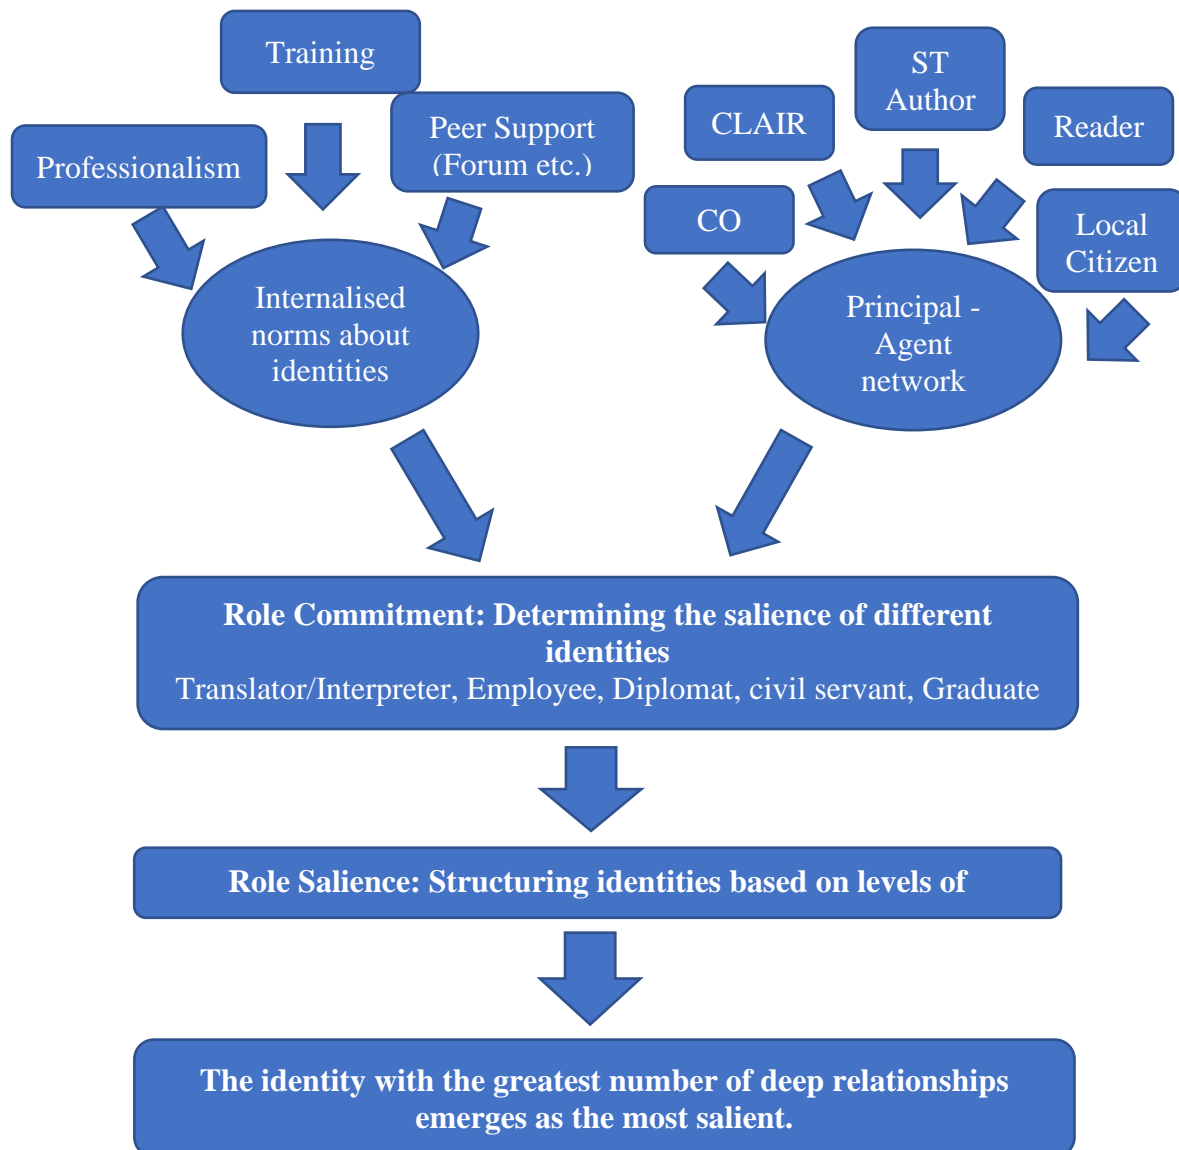 Training
Professionalism
Peer Support
(Forum etc.)
ST
Author
CLAIR
Reader
CO
Local
Citizen
Internalised
norms about
identities
Principal -
Agent
network
Role Commitment: Determining the salience of different
identities
Translator/Interpreter, Employee, Diplomat, civil servant, Graduate
Role Salience: Structuring identities based on levels of
The identity with the greatest number of deep relationships
emerges as the most salient.